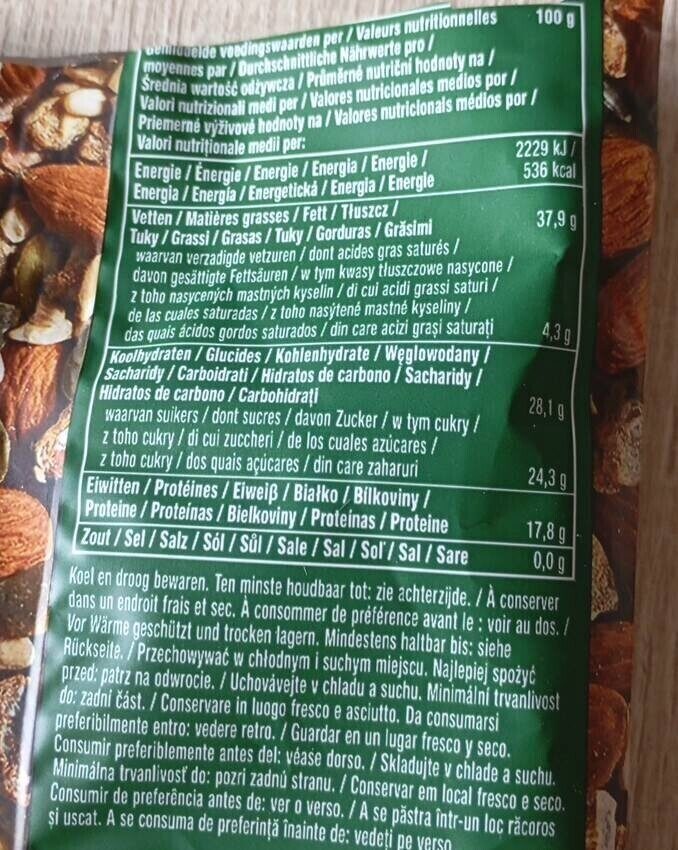 Gemiddelde voedingswaarden per / Valeurs nutritionnelles 100 g
moyennes par / Durchschnittliche Nährwerte pro /
Średnia wartość odżywcza / Průměrné nutriční hodnoty na /
Valori nutrizionali medi per / Valores nutricionales medios por /
Priemerné výživové hodnoty na / Valores nutricionais médios por /
Valori nutriționale medii per:
Energie / Énergie / Energie / Energia / Energie / 2229 kJ /
Energia / Energía / Energetická / Energia / Energie 536 kcal
Vetten / Matières grasses / Fett / Tłuszcz / 37,9 g
Tuky / Grassi / Grasas / Tuky / Gorduras / Grăsimi
waarvan verzadigde vetzuren / dont acides gras saturés /
davon gesättigte Fettsäuren / w tym kwasy tłuszczowe nasycone /
z toho nasycených mastných kyselin / di cui acidi grassi saturi /
de las cuales saturadas / z toho nasýtené mastné kyseliny /
das quais ácidos gordos saturados / din care acizi grași saturați 4,3 g
Koolhydraten / Glucides / Kohlenhydrate / Węglowodany /
Sacharidy / Carboidrati / Hidratos de carbono / Sacharidy /
Hidratos de carbono / Carbohidrați 28,1 g
waarvan suikers / dont sucres / davon Zucker / w tym cukry /
z toho cukry / di cui zuccheri / de los cuales azúcares /
z toho cukry / dos quais açúcares / din care zaharuri 24,3 g
Eiwitten / Protéines / Eiweiß / Białko / Bílkoviny /
Proteine / Proteínas / Bielkoviny / Proteínas / Proteine 17,8 g
Zout / Sel / Salz / Sól / Sůl / Sale / Sal / Soľ / Sal / Sare 0,0 g
Koel en droog bewaren. Ten minste houdbaar tot: zie achterzijde. / À conserver
dans un endroit frais et sec. À consommer de préférence avant le : voir au dos. /
Vor Wärme geschützt und trocken lagern. Mindestens haltbar bis: siehe
Rückseite. / Przechowywać w chłodnym i suchym miejscu. Najlepiej spożyć
przed: patrz na odwrocie. / Uchovávejte v chladu a suchu. Minimální trvanlivost
do: zadní část. / Conservare in luogo fresco e asciutto. Da consumarsi
preferibilmente entro: vedere retro. / Guardar en un lugar fresco y seco.
Consumir preferiblemente antes del: véase dorso. / Skladujte v chlade a suchu.
Minimálna trvanlivosť do: pozri zadnú stranu. / Conservar em local fresco e seco.
Consumir de preferência antes de: ver o verso. / A se păstra într-un loc răcoros
și uscat. A se consuma de preferință înainte de: vedeți pe verso